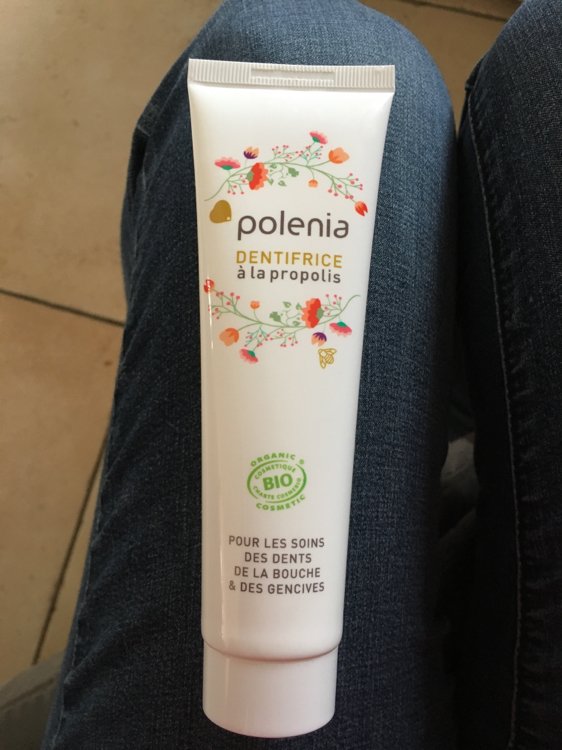 polenia
DENTIFRICE
à la propolis
ORGANIC ®
COSMETIQUE
BIO
CHARTE COSMEBIO
COSMETIC
POUR LES SOINS
DES DENTS
DE LA BOUCHE
& DES GENCIVES